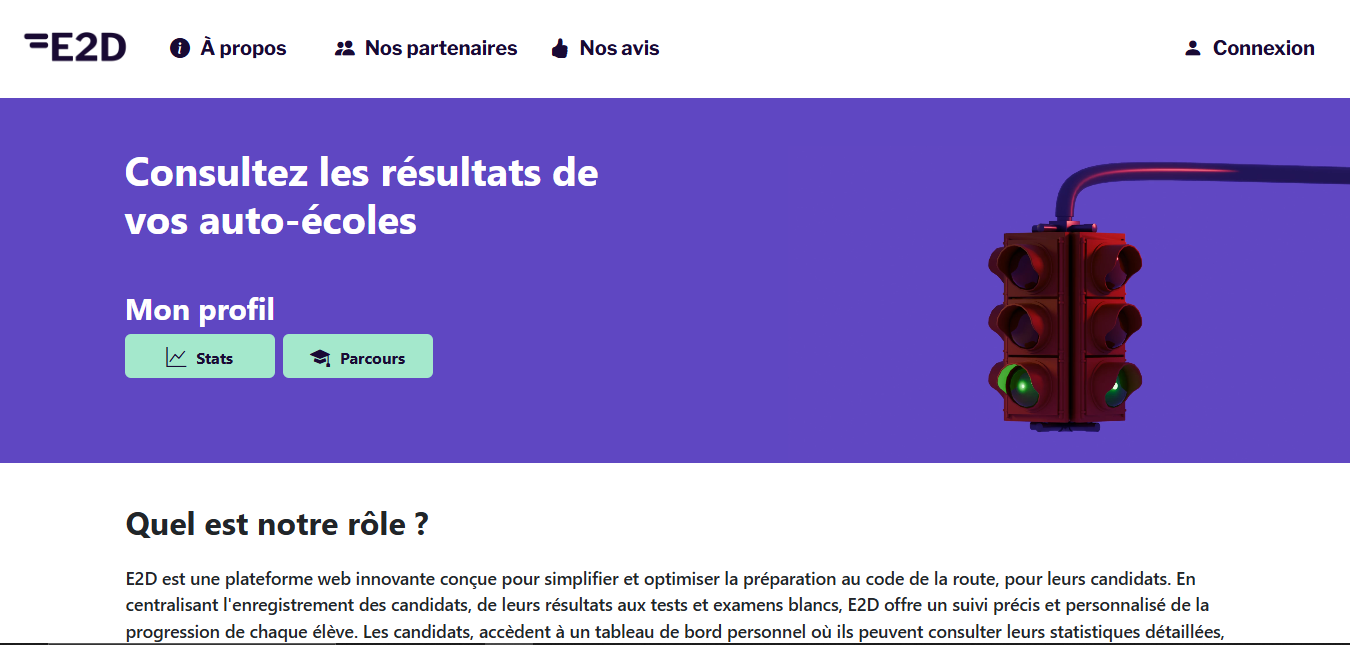 E2D
À propos
Nos partenaires
Nos avis
Connexion
Consultez les résultats de
vos auto-écoles
Mon profil
Stats
Parcours
Quel est notre rôle ?
E2D est une plateforme web innovante conçue pour simplifier et optimiser la préparation au code de la route, pour leurs candidats. En
centralisant l'enregistrement des candidats, de leurs résultats aux tests et examens blancs, E2D offre un suivi précis et personnalisé de la
progression de chaque élève. Les candidats, accèdent à un tableau de bord personnel où ils peuvent consulter leurs statistiques détaillées,